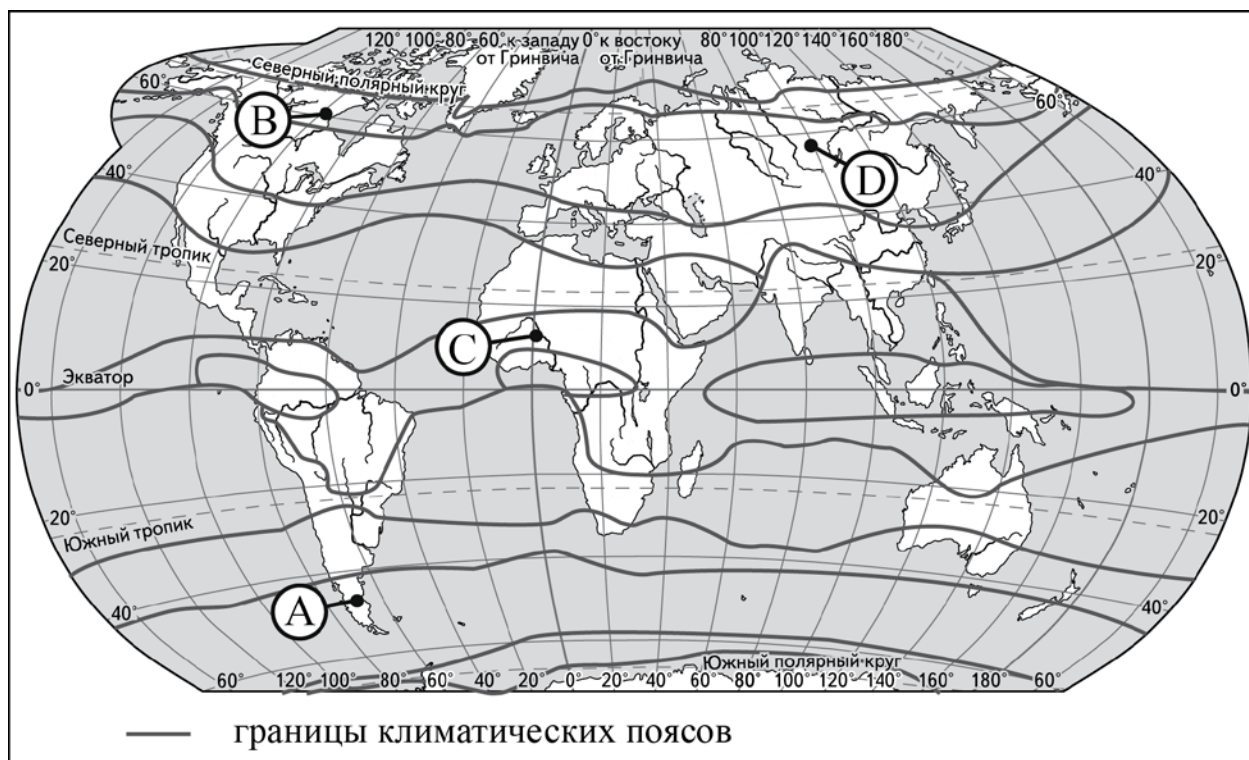 120° 100° 80° 60° к западу 0° к востоку 80° 100° 120° 140° 160° 180°
от Гринвича от Гринвича
Северный полярный круг
60° 60°
B
D
40° 40°
Северный тропик
20° 20°
C
Экватор
0° 0°
20° 20°
Южный тропик
A
40° 40°
Южный полярный круг
60° 120° 100° 80° 60° 40° 20° 0° 20° 40° 60° 80° 100° 120° 140° 160° 180° 60°
границы климатических поясов